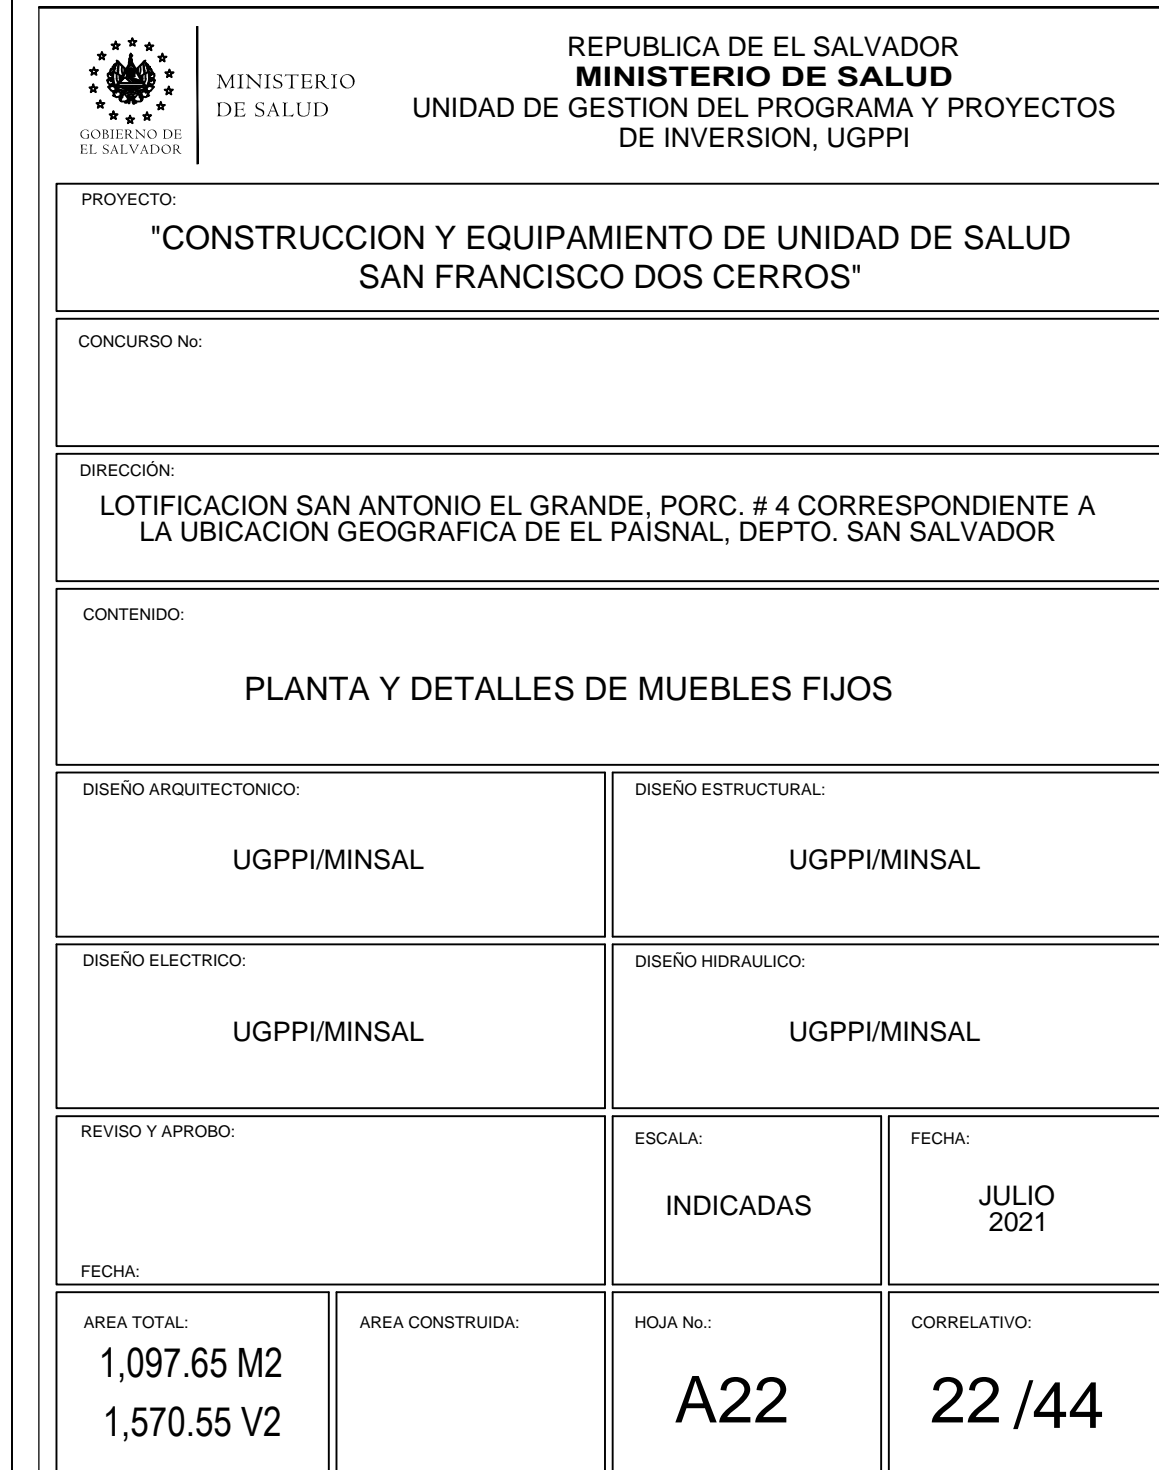 GOBIERNO DE
EL SALVADOR
MINISTERIO
DE SALUD
REPUBLICA DE EL SALVADOR
MINISTERIO DE SALUD
UNIDAD DE GESTION DEL PROGRAMA Y PROYECTOS
DE INVERSION, UGPPI
PROYECTO:
"CONSTRUCCION Y EQUIPAMIENTO DE UNIDAD DE SALUD
SAN FRANCISCO DOS CERROS"
CONCURSO No:
DIRECCIÓN:
LOTIFICACION SAN ANTONIO EL GRANDE, PORC. # 4 CORRESPONDIENTE A
LA UBICACION GEOGRAFICA DE EL PAISNAL, DEPTO. SAN SALVADOR
CONTENIDO:
PLANTA Y DETALLES DE MUEBLES FIJOS
DISEÑO ARQUITECTONICO:
UGPPI/MINSAL
DISEÑO ESTRUCTURAL:
UGPPI/MINSAL
DISEÑO ELECTRICO:
UGPPI/MINSAL
DISEÑO HIDRAULICO:
UGPPI/MINSAL
REVISO Y APROBO:
FECHA:
ESCALA:
INDICADAS
FECHA:
JULIO
2021
AREA TOTAL:
1,097.65 M2
1,570.55 V2
AREA CONSTRUIDA:
HOJA No.:
A22
CORRELATIVO:
22 /44